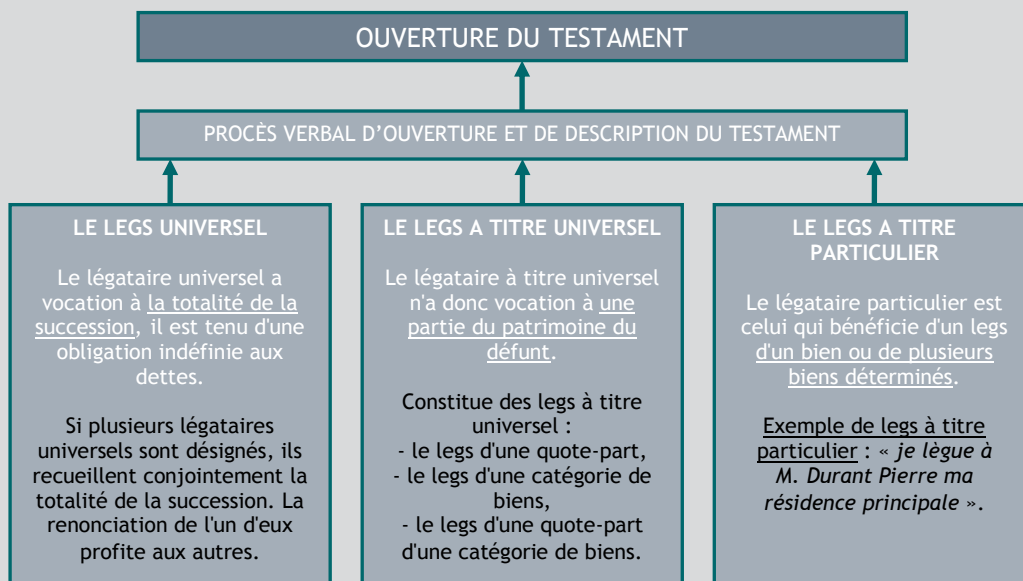 OUVERTURE DU TESTAMENT
PROCÈS VERBAL D'OUVERTURE ET DE DESCRIPTION DU TESTAMENT
LE LEGS UNIVERSEL
Le légataire universel a
vocation à la totalité de la
succession, il est tenu d'une
obligation indéfinie aux
dettes.
Si plusieurs légataires
universels sont désignés, ils
recueillent conjointement la
totalité de la succession. La
renonciation de l'un d'eux
profite aux autres.
LE LEGS A TITRE UNIVERSEL
Le légataire à titre universel
n'a donc vocation à une
partie du patrimoine du
défunt.
Constitue des legs à titre
universel :
- le legs d'une quote-part,
- le legs d'une catégorie de
biens,
- le legs d'une quote-part
d'une catégorie de biens.
LE LEGS A TITRE
PARTICULIER
Le légataire particulier est
celui qui bénéficie d'un legs
d'un bien ou de plusieurs
biens déterminés.
Exemple de legs à titre
particulier : « je lègue à
M. Durant Pierre ma
résidence principale ».